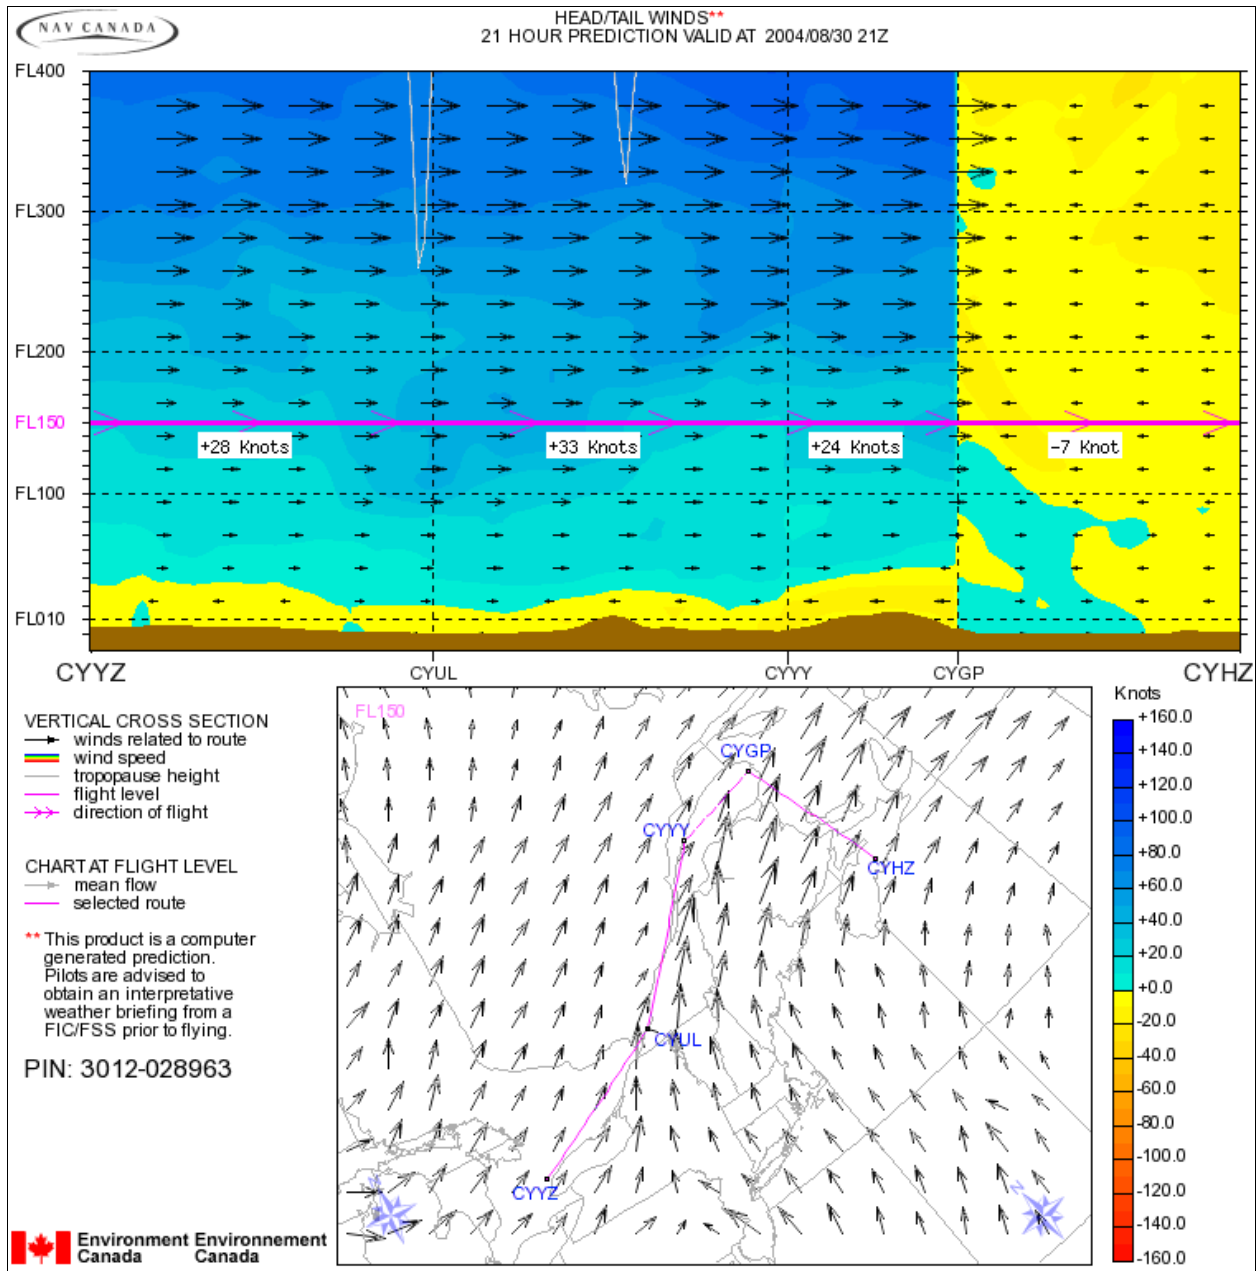 NAV CANADA
HEAD/TAIL WINDS**
21 HOUR PREDICTION VALID AT 2004/08/30 21Z
FL400
FL300
FL200
FL150
FL100
FL010
+28 Knots
+33 Knots
+24 Knots
-7 Knot
CYYZ
CYUL
CYYY
CYGP
CYHZ
VERTICAL CROSS SECTION
winds related to route
wind speed
tropopause height
flight level
direction of flight
CHART AT FLIGHT LEVEL
mean flow
selected route
** This product is a computer
generated prediction.
Pilots are advised to
obtain an interpretative
weather briefing from a
FIC/FSS prior to flying.
PIN: 3012-028963
Environment Environnement
Canada Canada
FL150
CYGP
CYYY
CYHZ
CYUL
CYYZ
N
N
Knots
+160.0
+140.0
+120.0
+100.0
+80.0
+60.0
+40.0
+20.0
+0.0
-20.0
-40.0
-60.0
-80.0
-100.0
-120.0
-140.0
-160.0